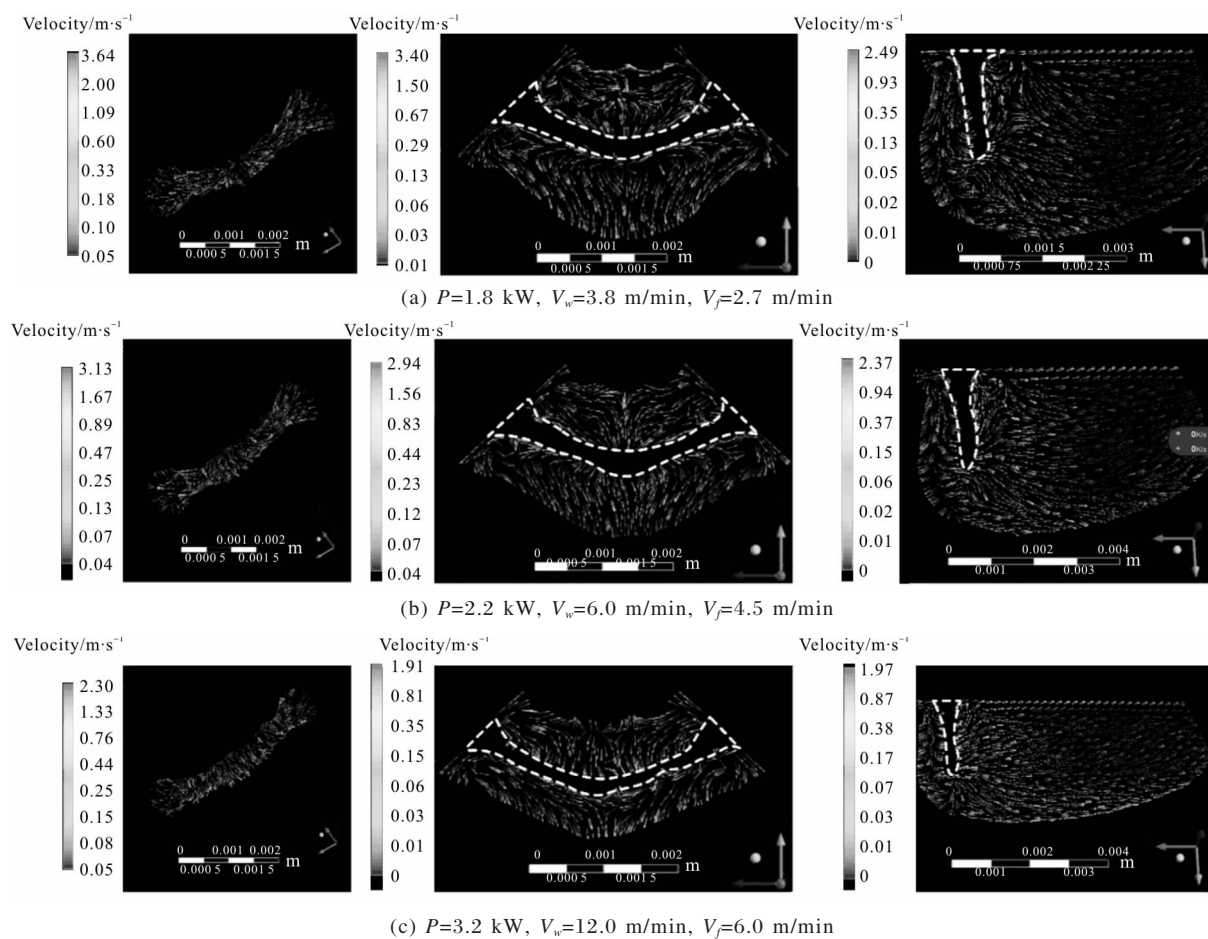 Velocity/m·s⁻¹ Velocity/m·s⁻¹ Velocity/m·s⁻¹
3.64
2.00
1.09
0.60
0.33
0.18
0.10
0.05
0 0.001 0.002
0.000 5 0.001 5
m
3.40
1.50
0.67
0.29
0.13
0.06
0.03
0.01
0 0.001 0.002
0.000 5 0.001 5
m
2.49
0.93
0.35
0.13
0.05
0.02
0.01
0
0 0.001 5 0.003
0.000 75 0.002 25
m
(a) P=1.8 kW, Vw=3.8 m/min, Vf=2.7 m/min
Velocity/m·s⁻¹ Velocity/m·s⁻¹ Velocity/m·s⁻¹
3.13
1.67
0.89
0.47
0.25
0.13
0.07
0.04
0 0.001 0.002
0.000 5 0.001 5
m
2.94
1.56
0.83
0.44
0.23
0.12
0.07
0.04
0 0.001 0.002
0.000 5 0.001 5
m
2.37
0.94
0.37
0.15
0.06
0.02
0.01
0
0 0.002 0.004
0.001 0.003
m
0K/s
0K/s
(b) P=2.2 kW, Vw=6.0 m/min, Vf=4.5 m/min
Velocity/m·s⁻¹ Velocity/m·s⁻¹ Velocity/m·s⁻¹
2.30
1.33
0.76
0.44
0.25
0.15
0.08
0.05
0 0.001 0.002
0.000 5 0.001 5
m
1.91
0.81
0.35
0.15
0.06
0.03
0.01
0
0 0.001 0.002
0.000 5 0.001 5
m
1.97
0.87
0.38
0.17
0.07
0.03
0.01
0
0 0.002 0.004
0.001 0.003
m
(c) P=3.2 kW, Vw=12.0 m/min, Vf=6.0 m/min